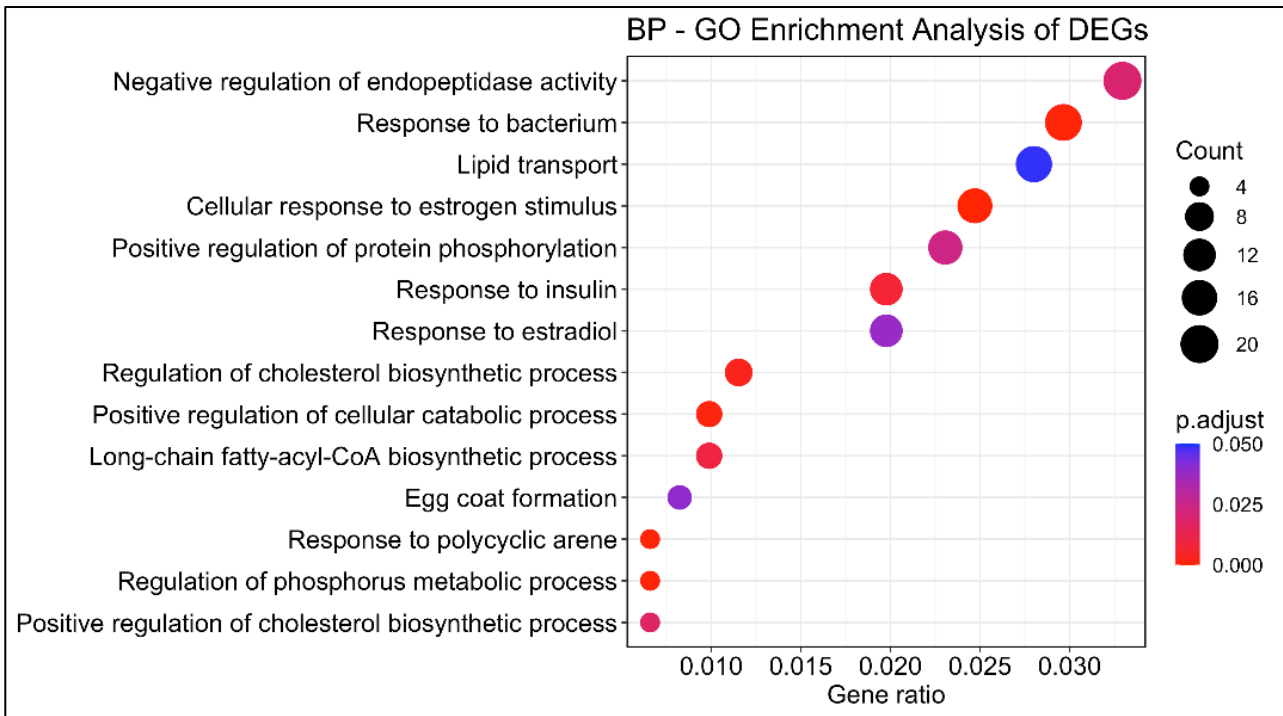 BP - GO Enrichment Analysis of DEGs
Negative regulation of endopeptidase activity
Response to bacterium
Lipid transport
Cellular response to estrogen stimulus
Positive regulation of protein phosphorylation
Response to insulin
Response to estradiol
Regulation of cholesterol biosynthetic process
Positive regulation of cellular catabolic process
Long-chain fatty-acyl-CoA biosynthetic process
Egg coat formation
Response to polycyclic arene
Regulation of phosphorus metabolic process
Positive regulation of cholesterol biosynthetic process
0.010 0.015 0.020 0.025 0.030
Gene ratio
Count
4
8
12
16
20
p.adjust
0.050
0.025
0.000